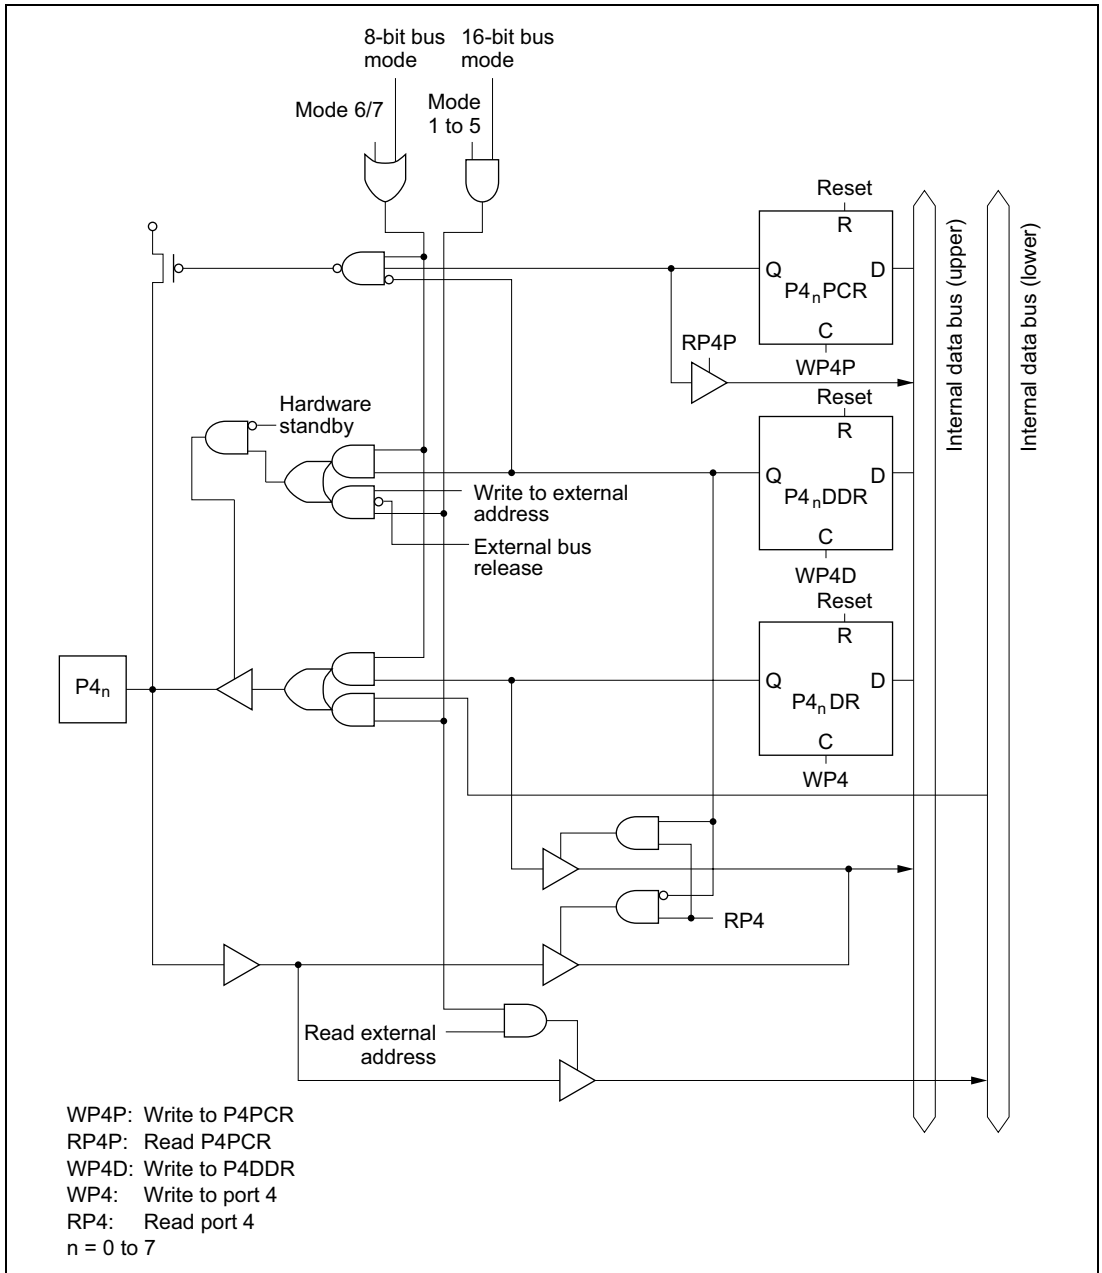 8-bit bus
mode
16-bit bus
mode
Mode 6/7
Mode
1 to 5
Reset
R
Q
D
P4nPCR
C
WP4P
RP4P
Reset
R
Q
D
P4nDDR
C
WP4D
Hardware
standby
Write to external
address
External bus
release
Reset
R
Q
D
P4nDR
C
WP4
P4n
RP4
Read external
address
Internal data bus (upper)
Internal data bus (lower)
WP4P: Write to P4PCR
RP4P: Read P4PCR
WP4D: Write to P4DDR
WP4: Write to port 4
RP4: Read port 4
n = 0 to 7